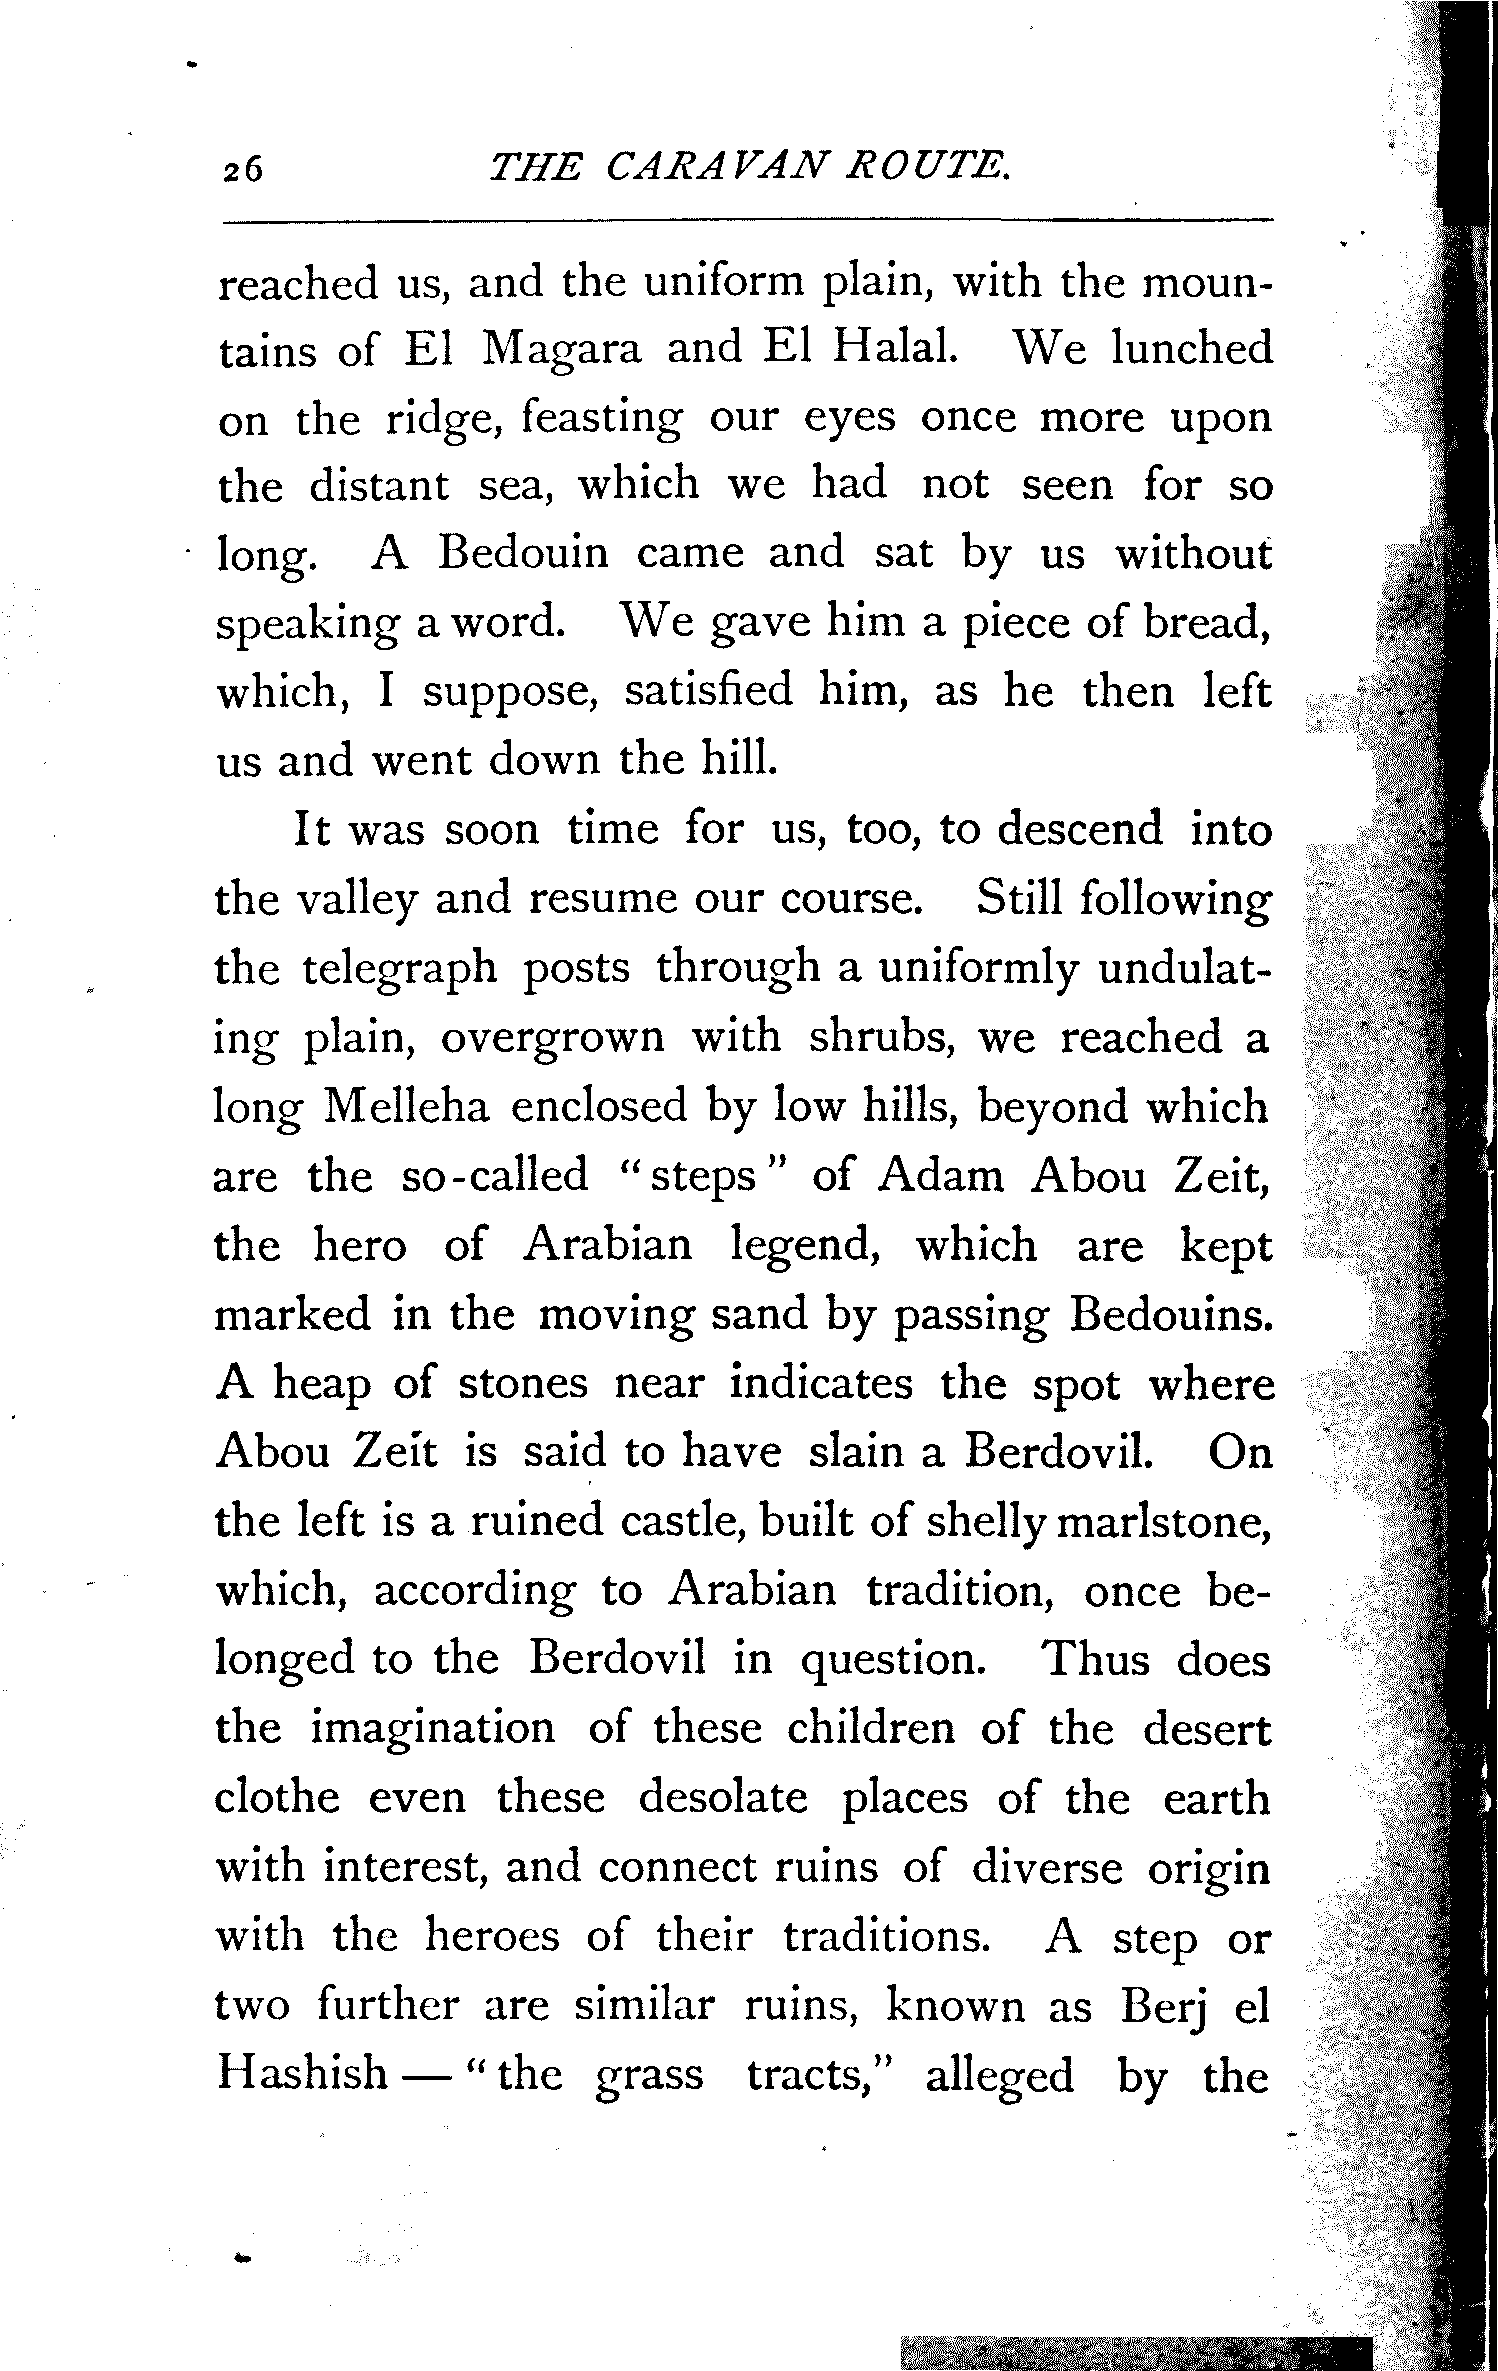 26 THE CARAVAN ROUTE.
reached us, and the uniform plain, with the moun-
tains of El Magara and El Halal. We lunched
on the ridge, feasting our eyes once more upon
the distant sea, which we had not seen for so
long. A Bedouin came and sat by us without
speaking a word. We gave him a piece of bread,
which, I suppose, satisfied him, as he then left
us and went down the hill.
It was soon time for us, too, to descend into
the valley and resume our course. Still following
the telegraph posts through a uniformly undulat-
ing plain, overgrown with shrubs, we reached a
long Melleha enclosed by low hills, beyond which
are the so-called “steps” of Adam Abou Zeit,
the hero of Arabian legend, which are kept
marked in the moving sand by passing Bedouins.
A heap of stones near indicates the spot where
Abou Zeit is said to have slain a Berdovil. On
the left is a ruined castle, built of shelly marlstone,
which, according to Arabian tradition, once be-
longed to the Berdovil in question. Thus does
the imagination of these children of the desert
clothe even these desolate places of the earth
with interest, and connect ruins of diverse origin
with the heroes of their traditions. A step or
two further are similar ruins, known as Berj el
Hashish — “the grass tracts,” alleged by the